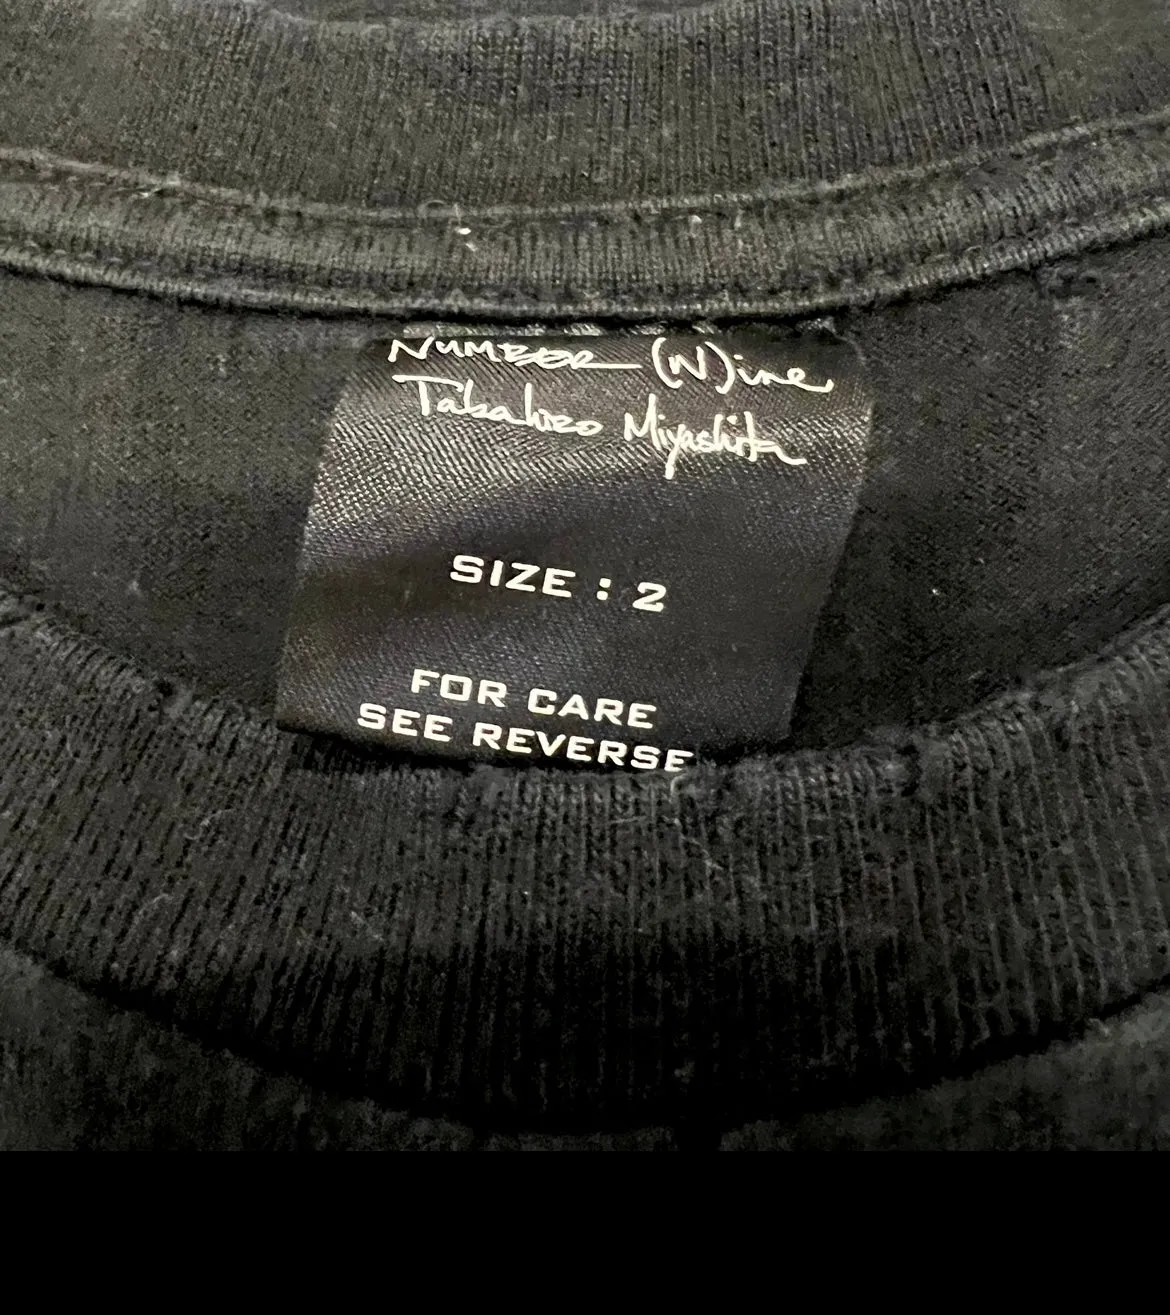 NUMBER (N)ine
Takahiro Miyashita
SIZE : 2
FOR CARE
SEE REVERSE